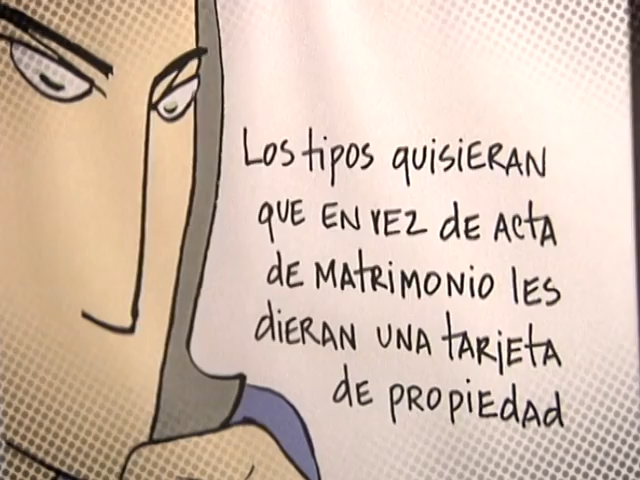 Los tipos quisieran
que en vez de acta
de matrimonio les
dieran una tarjeta
de propiedad